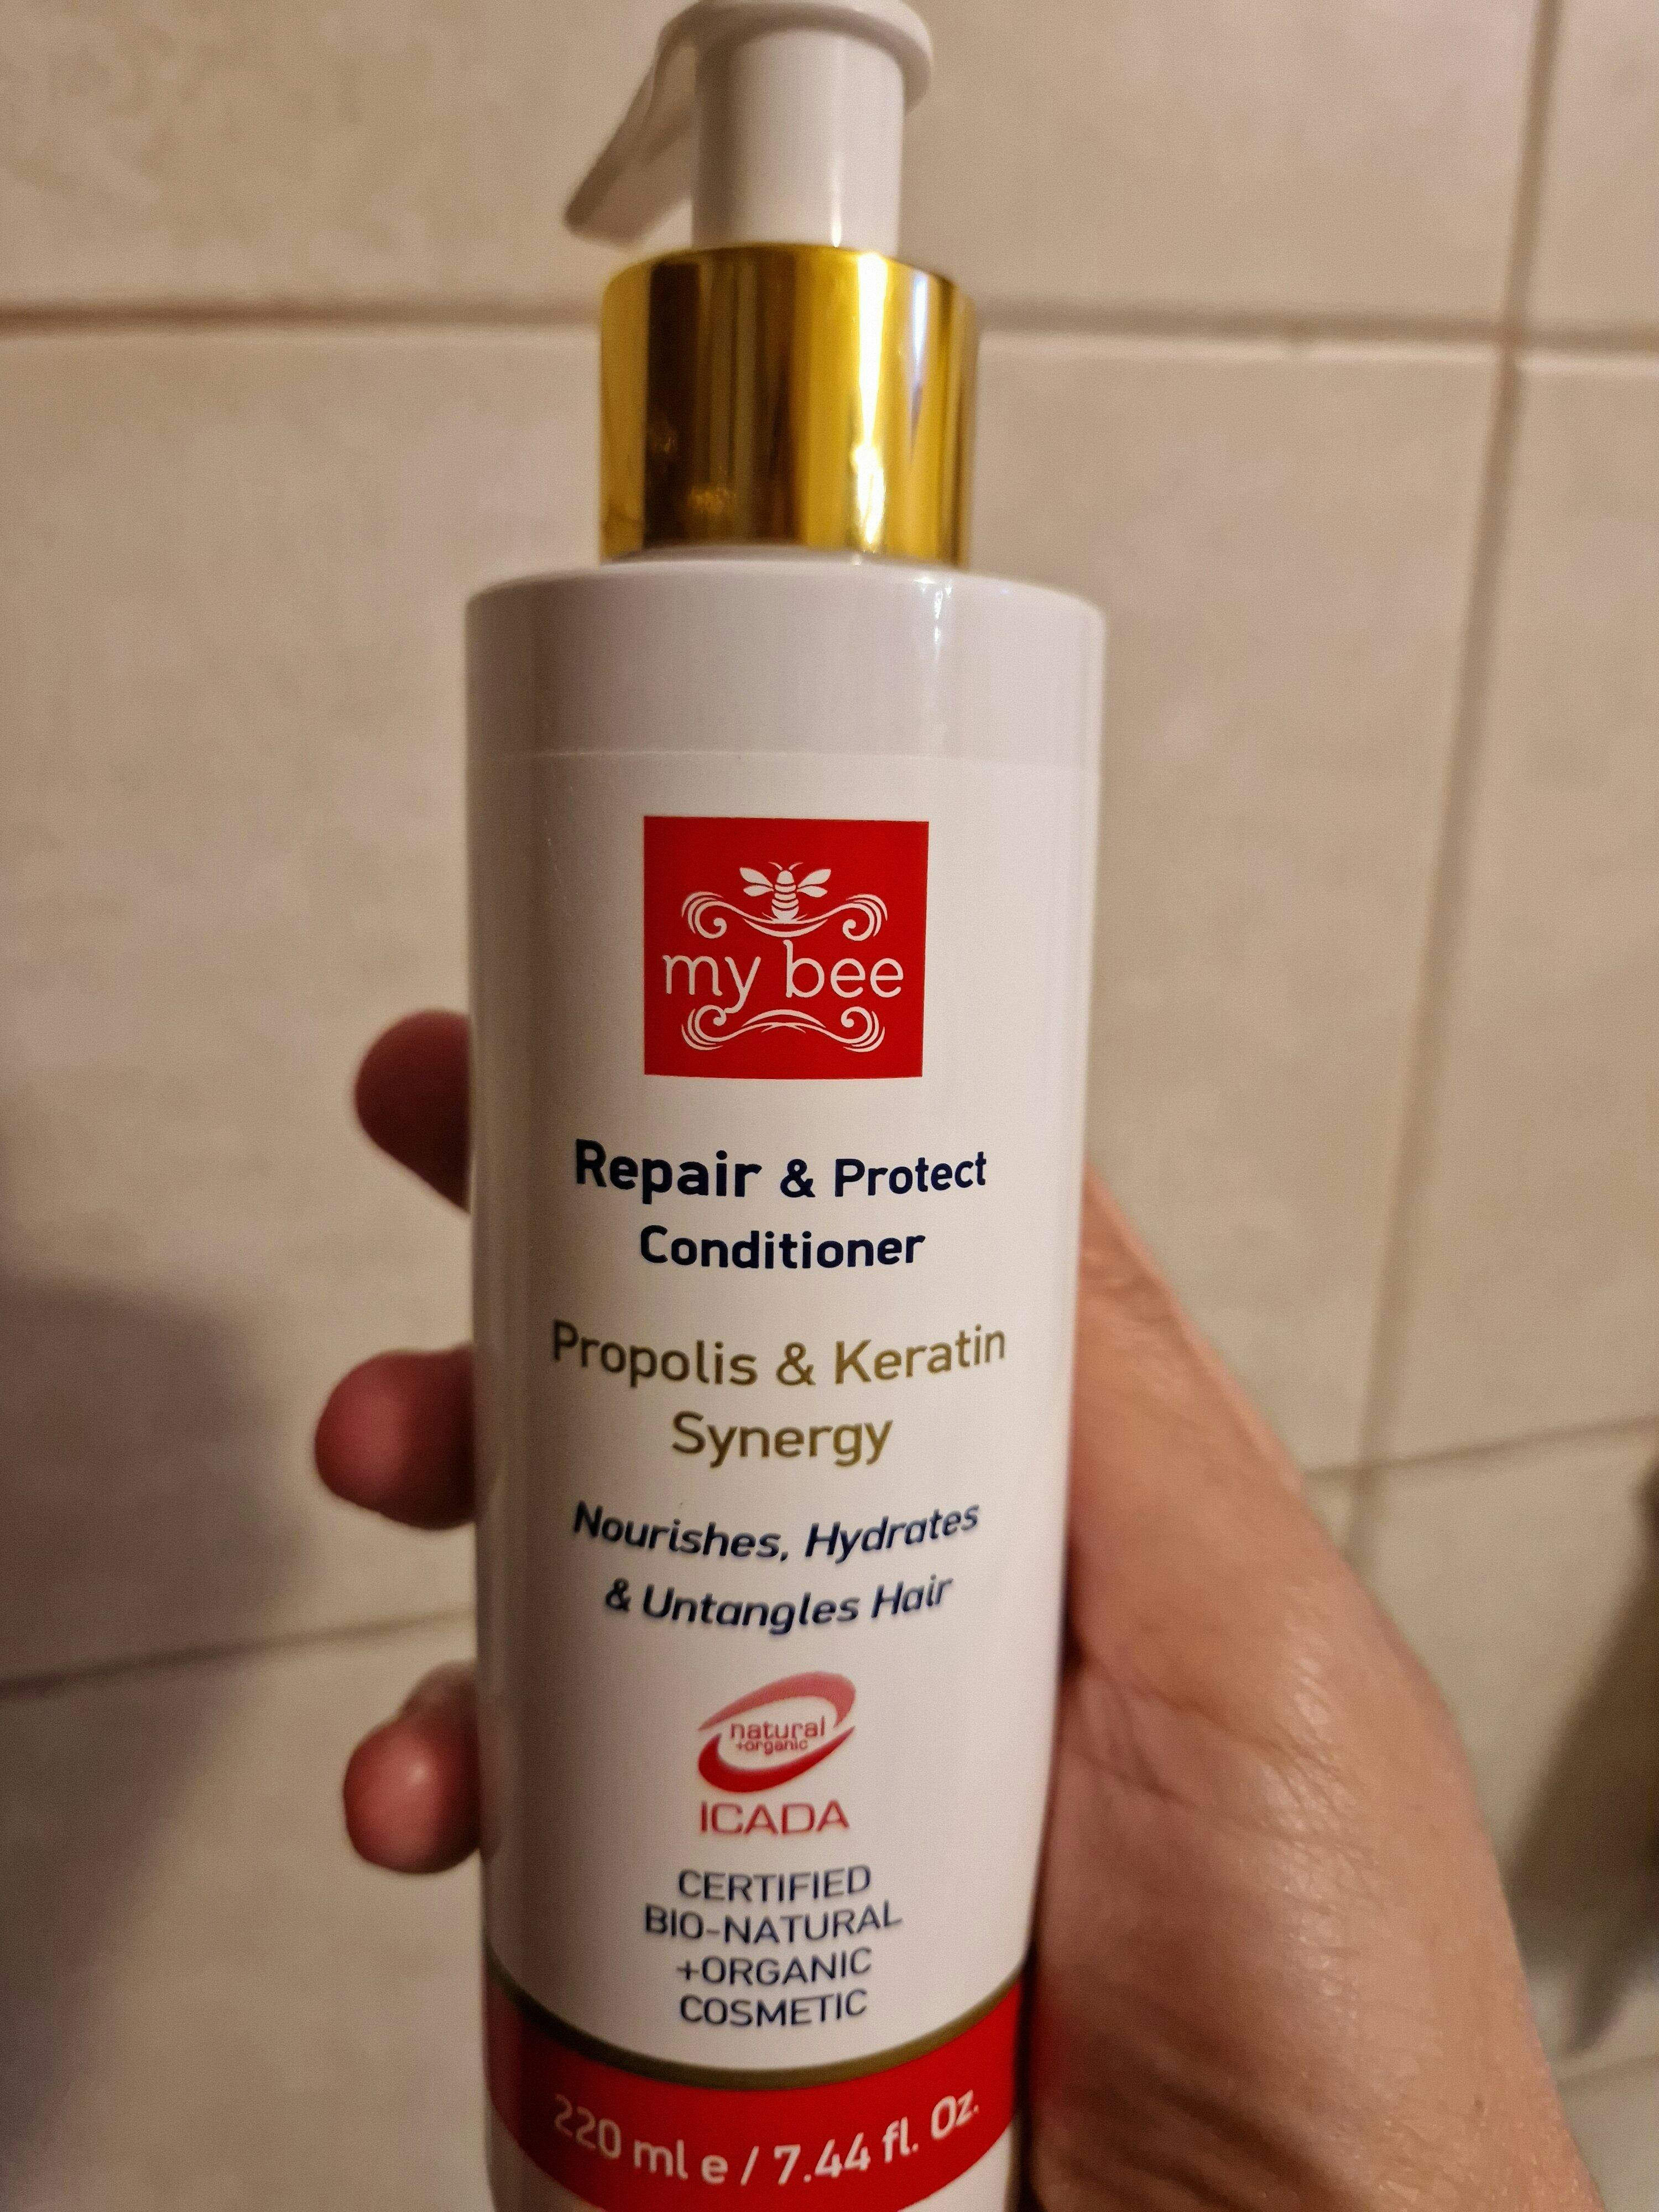 my bee
Repair & Protect
Conditioner
Propolis & Keratin
Synergy
Nourishes, Hydrates
& Untangles Hair
natural
+organic
ICADA
CERTIFIED
BIO-NATURAL
+ORGANIC
COSMETIC
220 ml e / 7.44 fl. Oz.